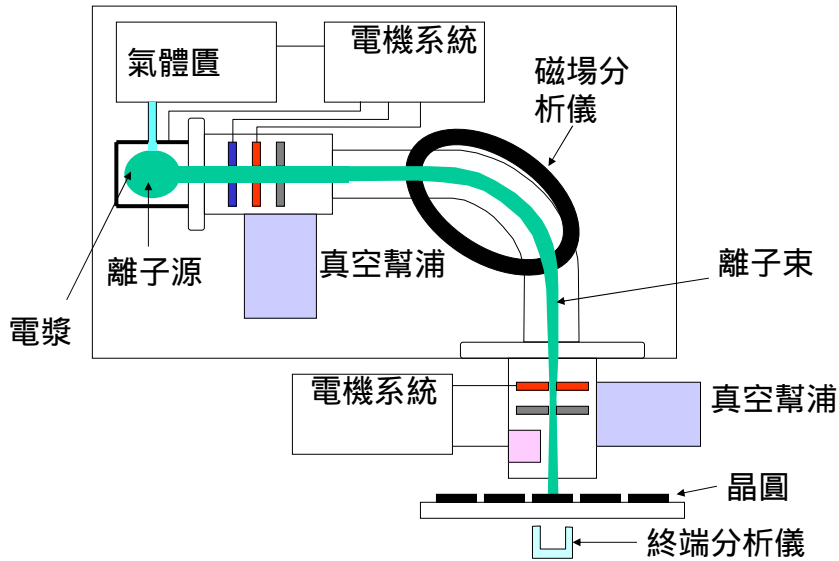 氣體匱
電機系統
磁場分
析儀
真空幫浦
離子源
離子束
電漿
電機系統
真空幫浦
晶圓
終端分析儀